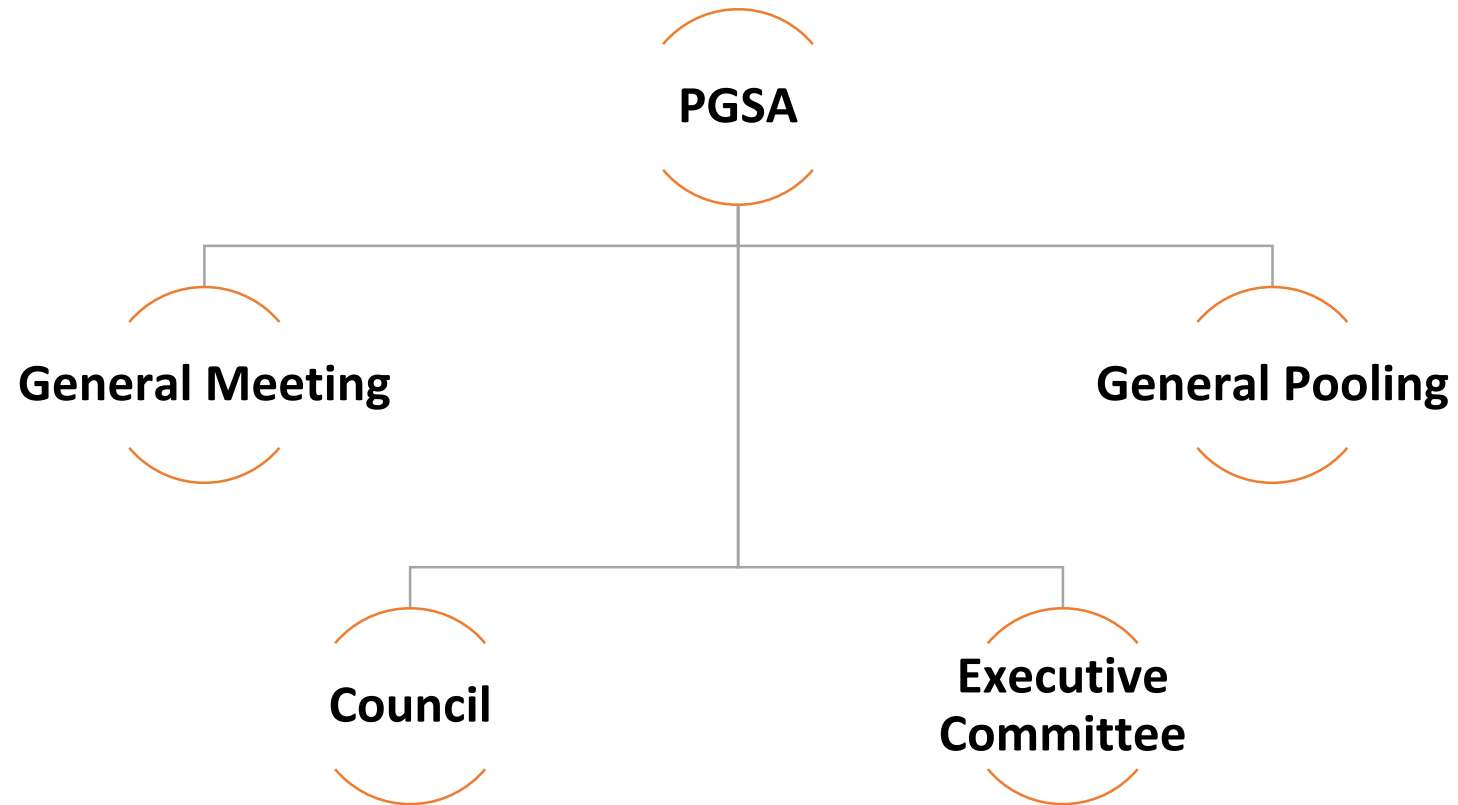 PGSA
General Meeting
General Pooling
Council
Executive
Committee